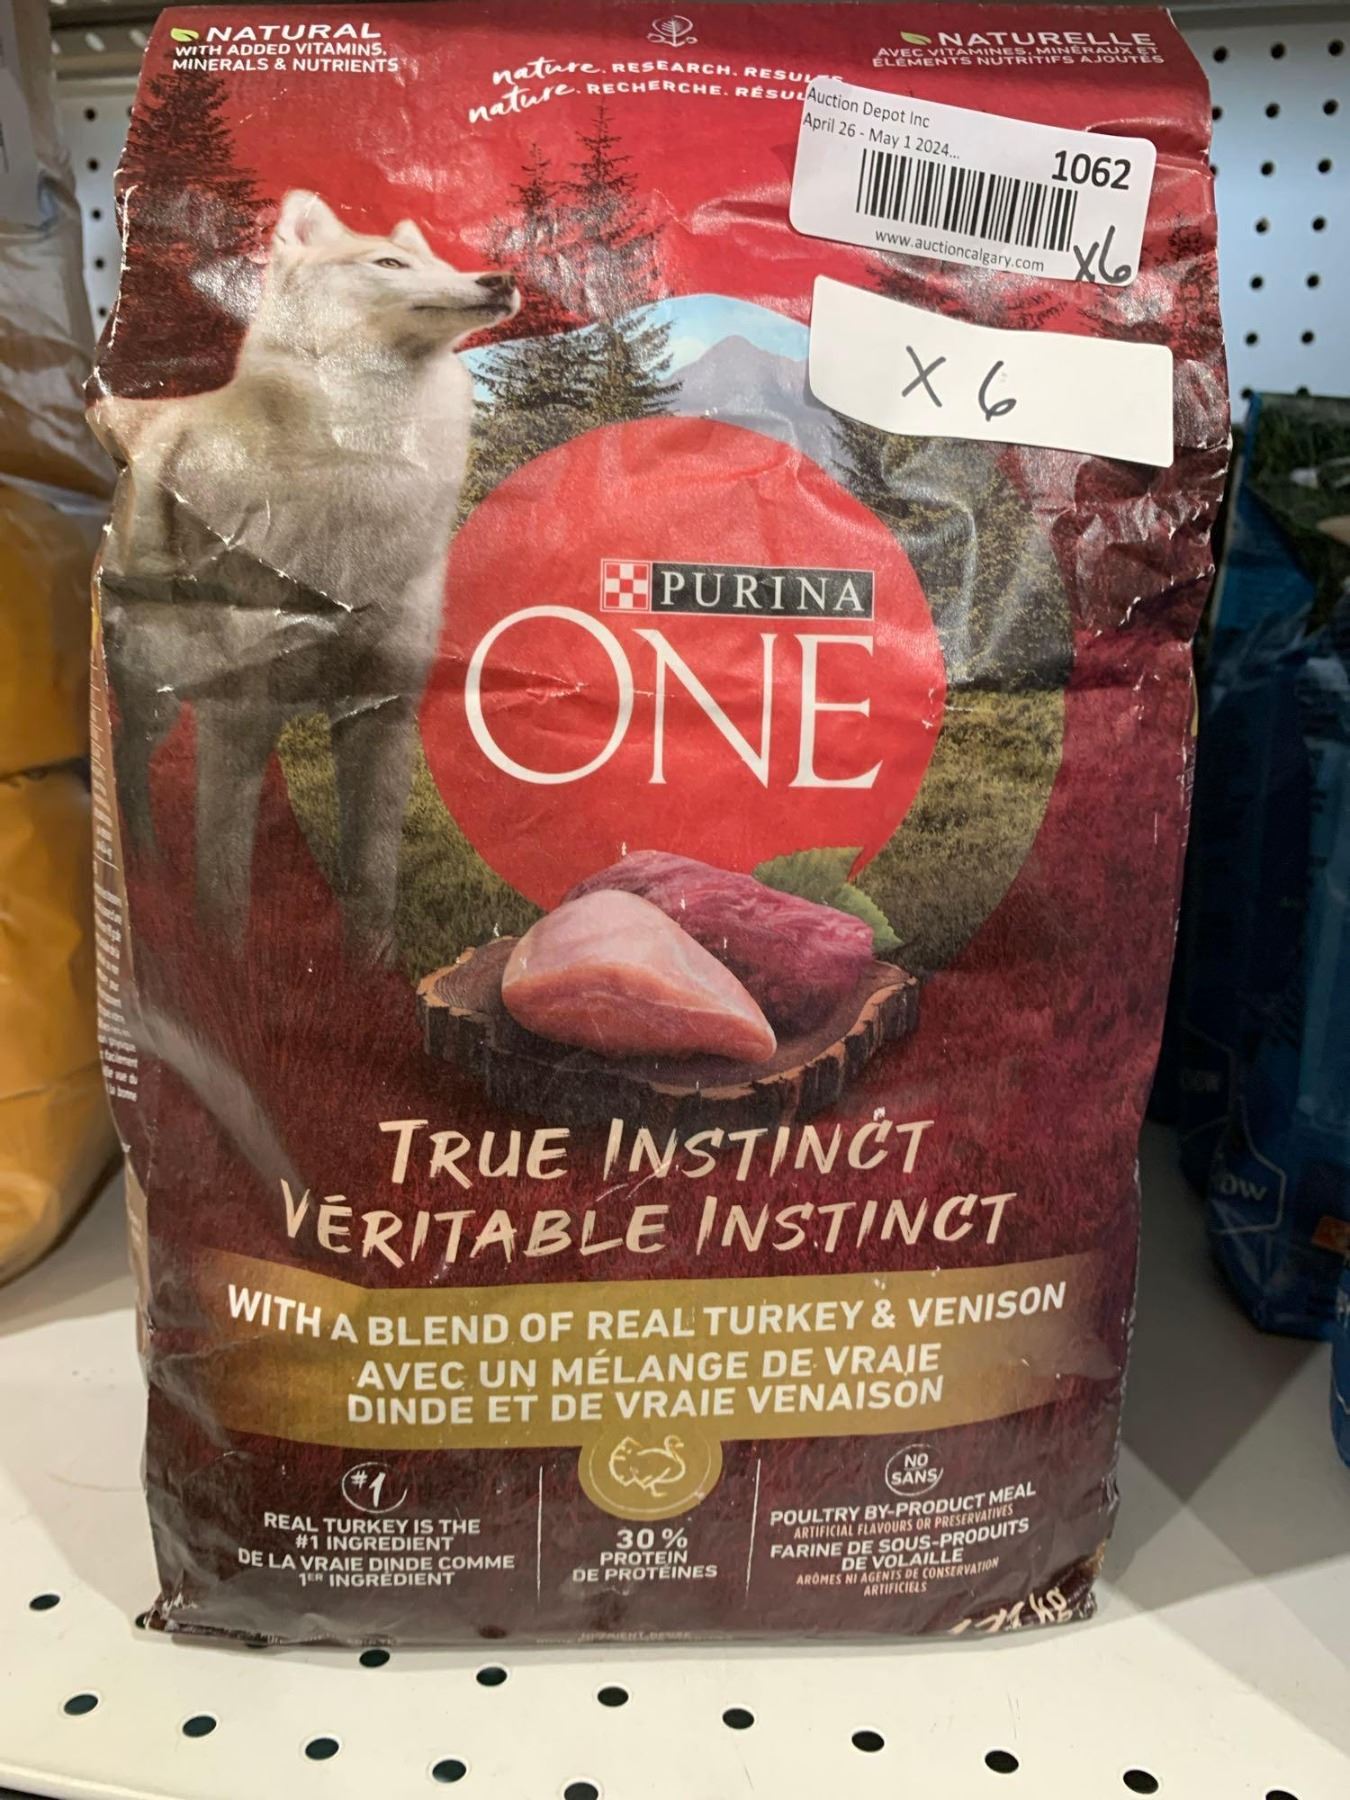 NATURAL
WITH ADDED VITAMINS,
MINERALS & NUTRIENTS
nature. RESEARCH. RESULTS
nature. RECHERCHE.
NATURELLE
AVEC VITAMINES, MINÉRAUX ET
ÉLÉMENTS NUTRITIFS AJOUTÉS
Auction Depot Inc
April 26 - May 1 2024...
1062
www.auctioncalgary.com
x6
x 6
PURINA
ONE
TRUE INSTINCT
VÉRITABLE INSTINCT
WITH A BLEND OF REAL TURKEY & VENISON
AVEC UN MÉLANGE DE VRAIE
DINDE ET DE VRAIE VENAISON
#1
REAL TURKEY IS THE
#1 INGREDIENT
DE LA VRAIE DINDE COMME
1ER INGRÉDIENT
30 %
PROTEIN
DE PROTÉINES
NO
SANS
POULTRY BY-PRODUCT MEAL
ARTIFICIAL FLAVOURS OR PRESERVATIVES
FARINE DE SOUS-PRODUITS
DE VOLAILLE
ARÔMES NI AGENTS DE CONSERVATION
ARTIFICIELS
kg